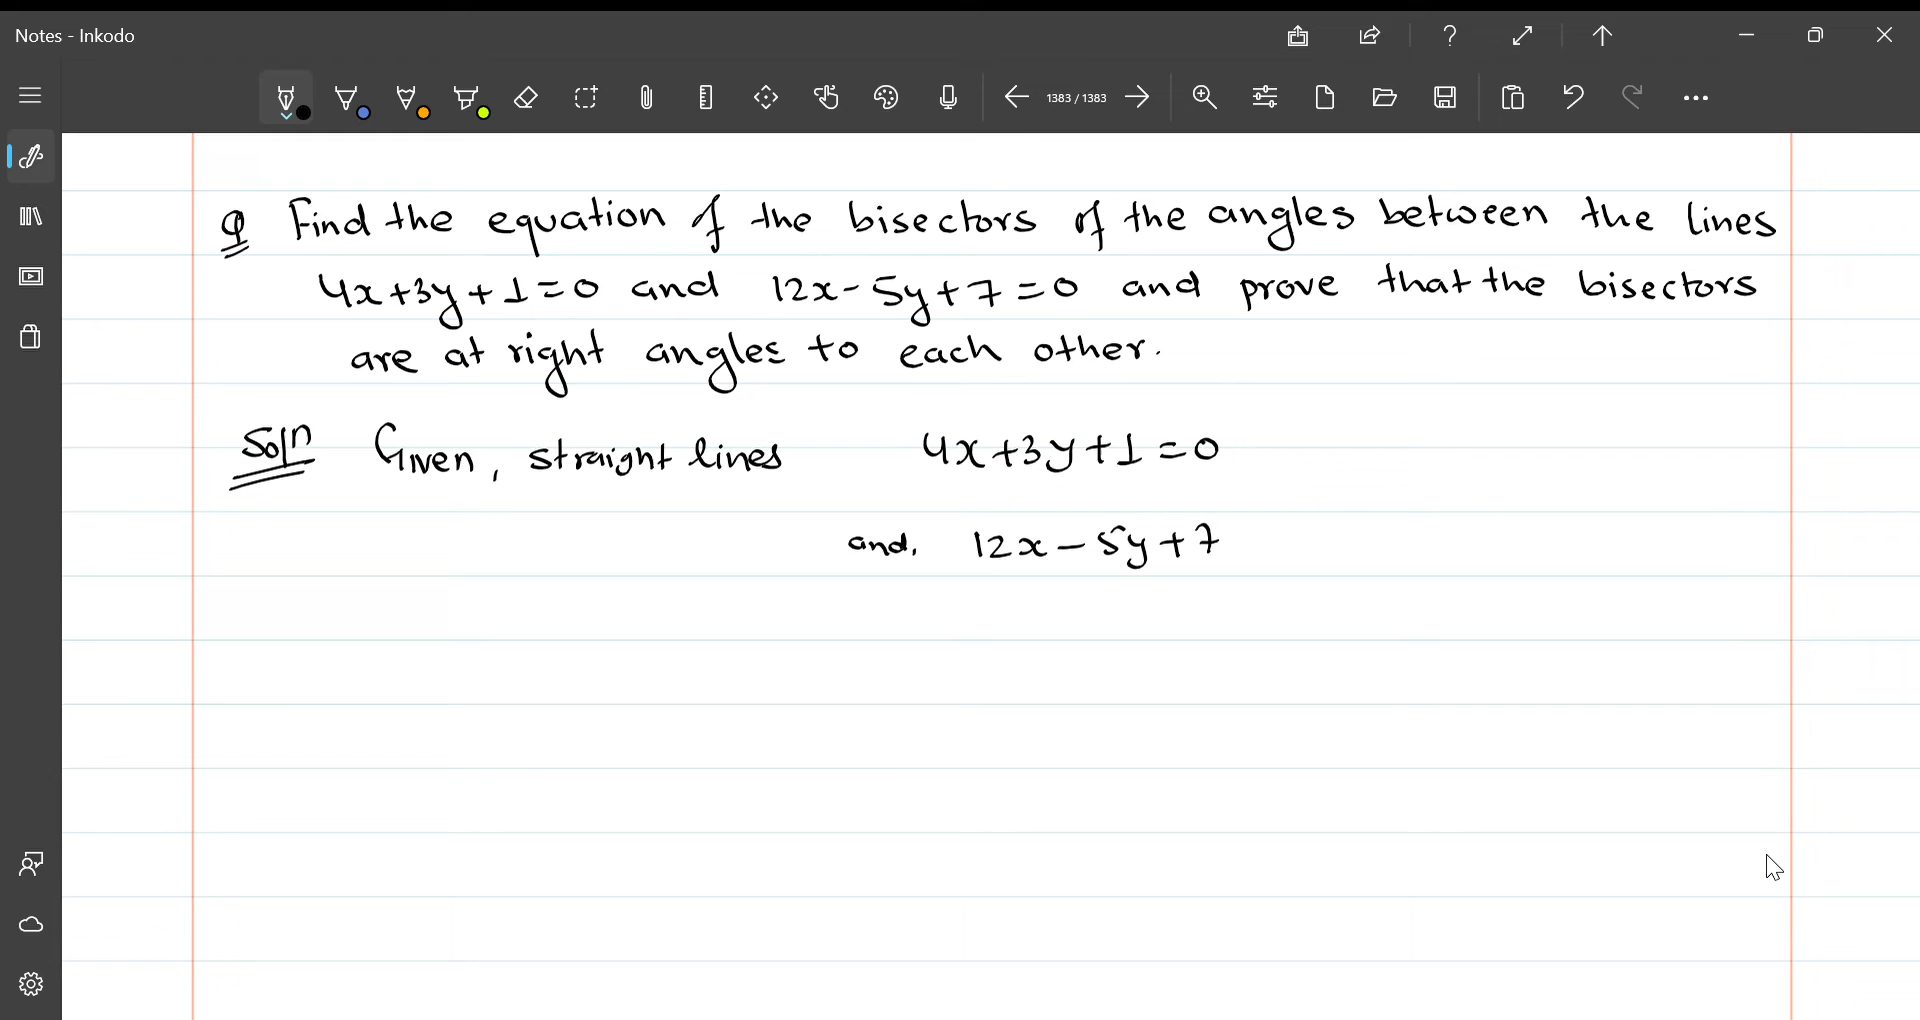 Notes - Inkodo
1383 / 1383
Q Find the equation of the bisectors of the angles between the lines
4x+3y+1=0 and 12x-5y+7=0 and prove that the bisectors
are at right angles to each other.
Soln Given, straight lines 4x+3y+1=0
and, 12x-5y+7